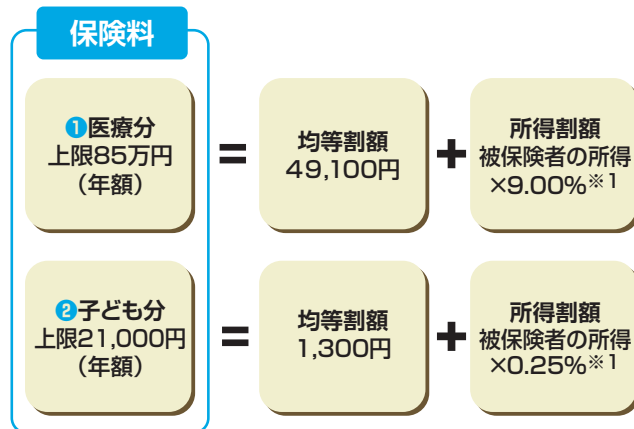 保険料
❶医療分
上限85万円
(年額)
=
均等割額
49,100円
+
所得割額
被保険者の所得
×9.00%※1
❷子ども分
上限21,000円
(年額)
=
均等割額
1,300円
+
所得割額
被保険者の所得
×0.25%※1